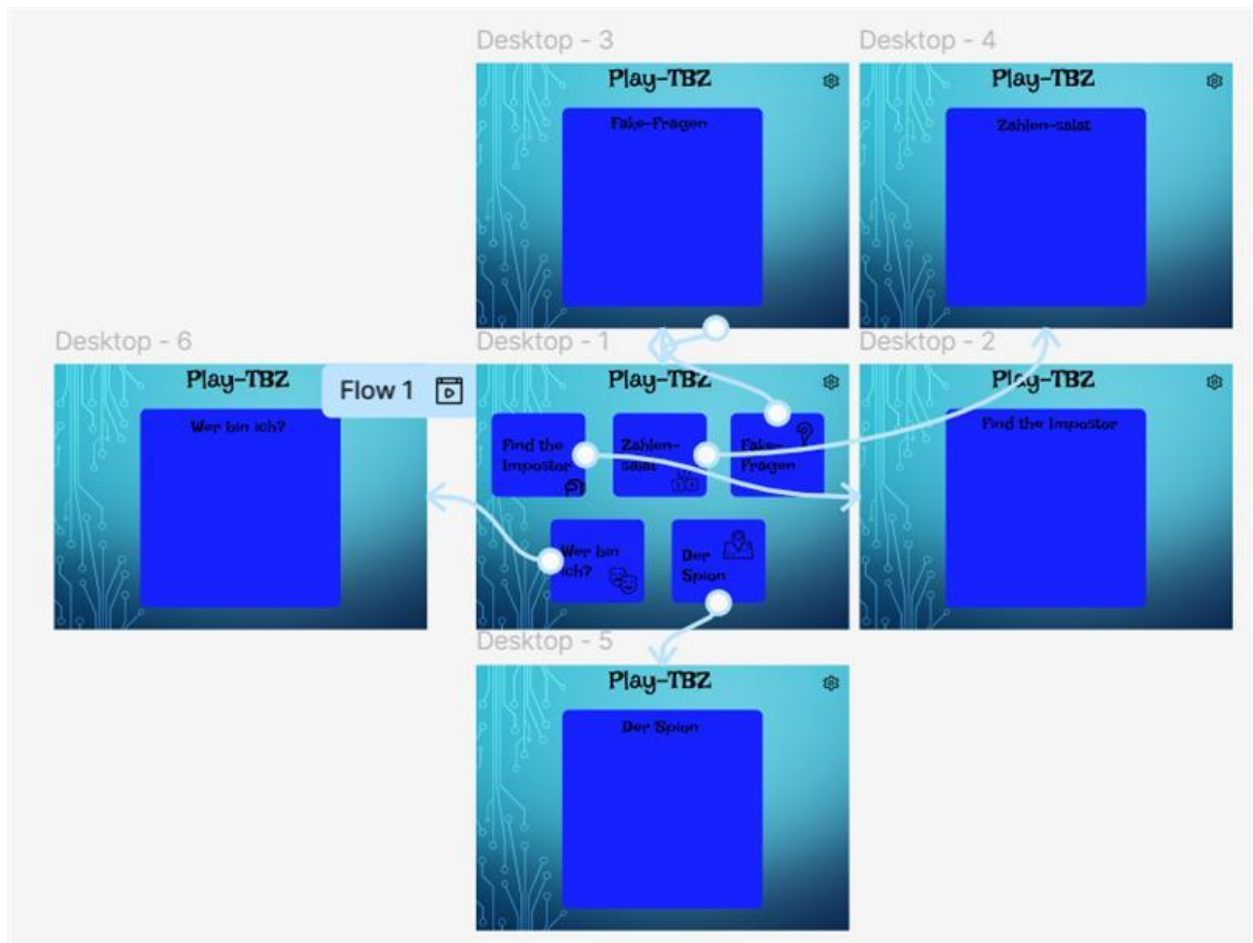 Desktop - 3
Play-TBZ
Fake-Fragen
Desktop - 4
Play-TBZ
Zahlen-salat
Desktop - 6
Play-TBZ
Wer bin ich?
Flow 1
Desktop - 1
Play-TBZ
Find the
Impostor
Zahlen-
salat
Fake-
Fragen
Wer bin
ich?
Der
Spion
Desktop - 2
Play-TBZ
Find the Impostor
Desktop - 5
Play-TBZ
Der Spion